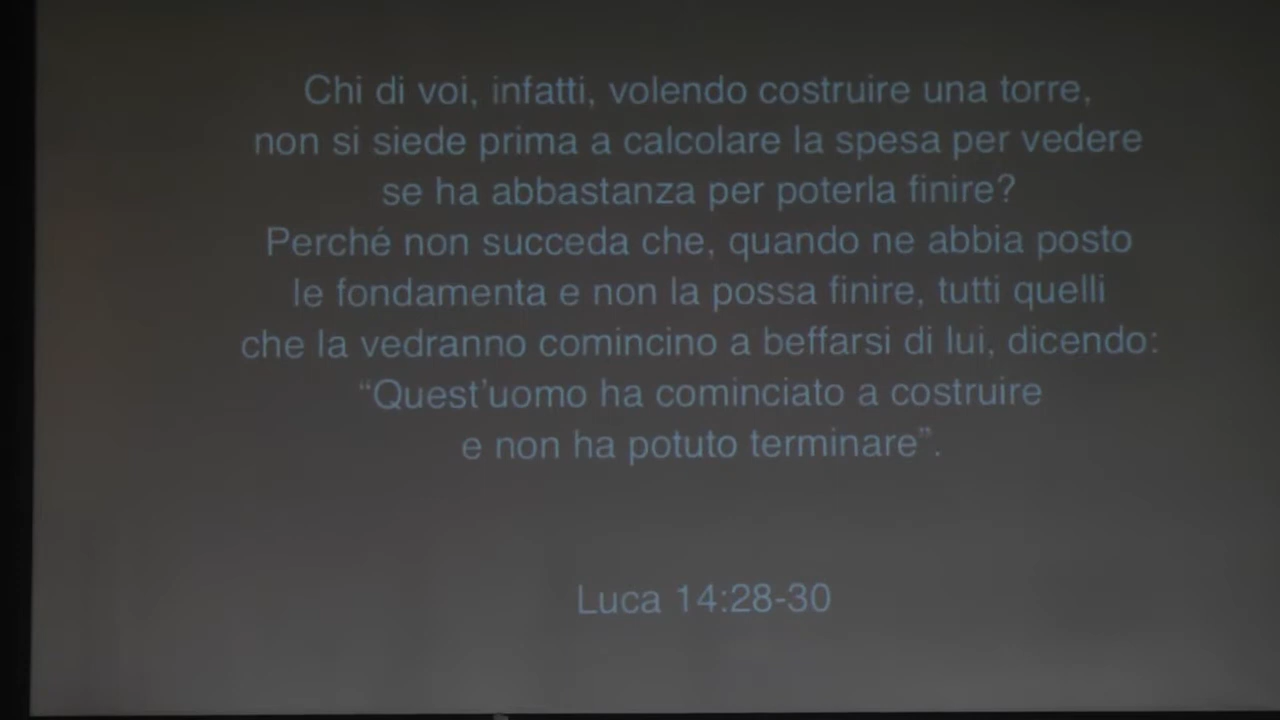 Chi di voi, infatti, volendo costruire una torre,
non si siede prima a calcolare la spesa per vedere
se ha abbastanza per poterla finire?
Perché non succeda che, quando ne abbia posto
le fondamenta e non la possa finire, tutti quelli
che la vedranno comincino a beffarsi di lui, dicendo:
“Quest’uomo ha cominciato a costruire
e non ha potuto terminare”.
Luca 14:28-30